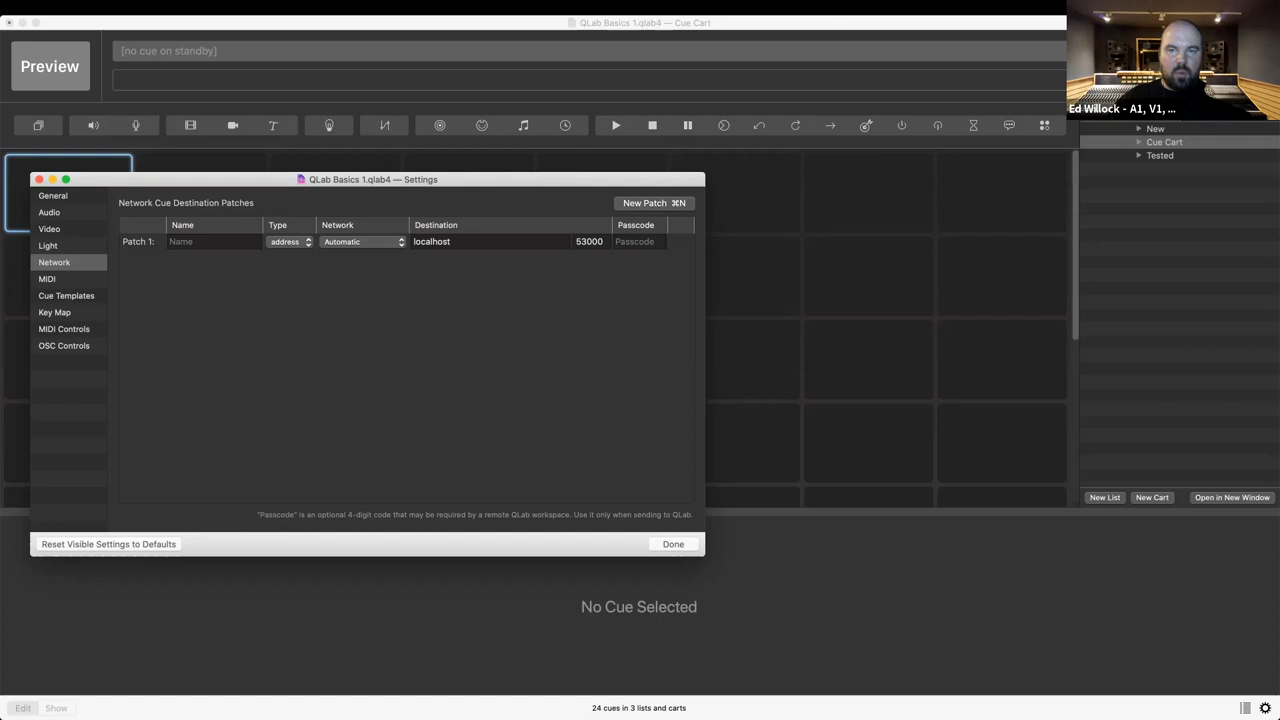 QLab Basics 1.qlab4 — Cue Cart
Preview
[no cue on standby]
Ed Willock - A1, V1, ...
New
Cue Cart
Tested
QLab Basics 1.qlab4 — Settings
General
Audio
Video
Light
Network
MIDI
Cue Templates
Key Map
MIDI Controls
OSC Controls
Network Cue Destination Patches
New Patch ⌘N
Name Type Network Destination Passcode
Patch 1: Name address Automatic localhost 53000 Passcode
"Passcode" is an optional 4-digit code that may be required by a remote QLab workspace. Use it only when sending to QLab.
Reset Visible Settings to Defaults
Done
New List
New Cart
Open in New Window
No Cue Selected
Edit
Show
24 cues in 3 lists and carts